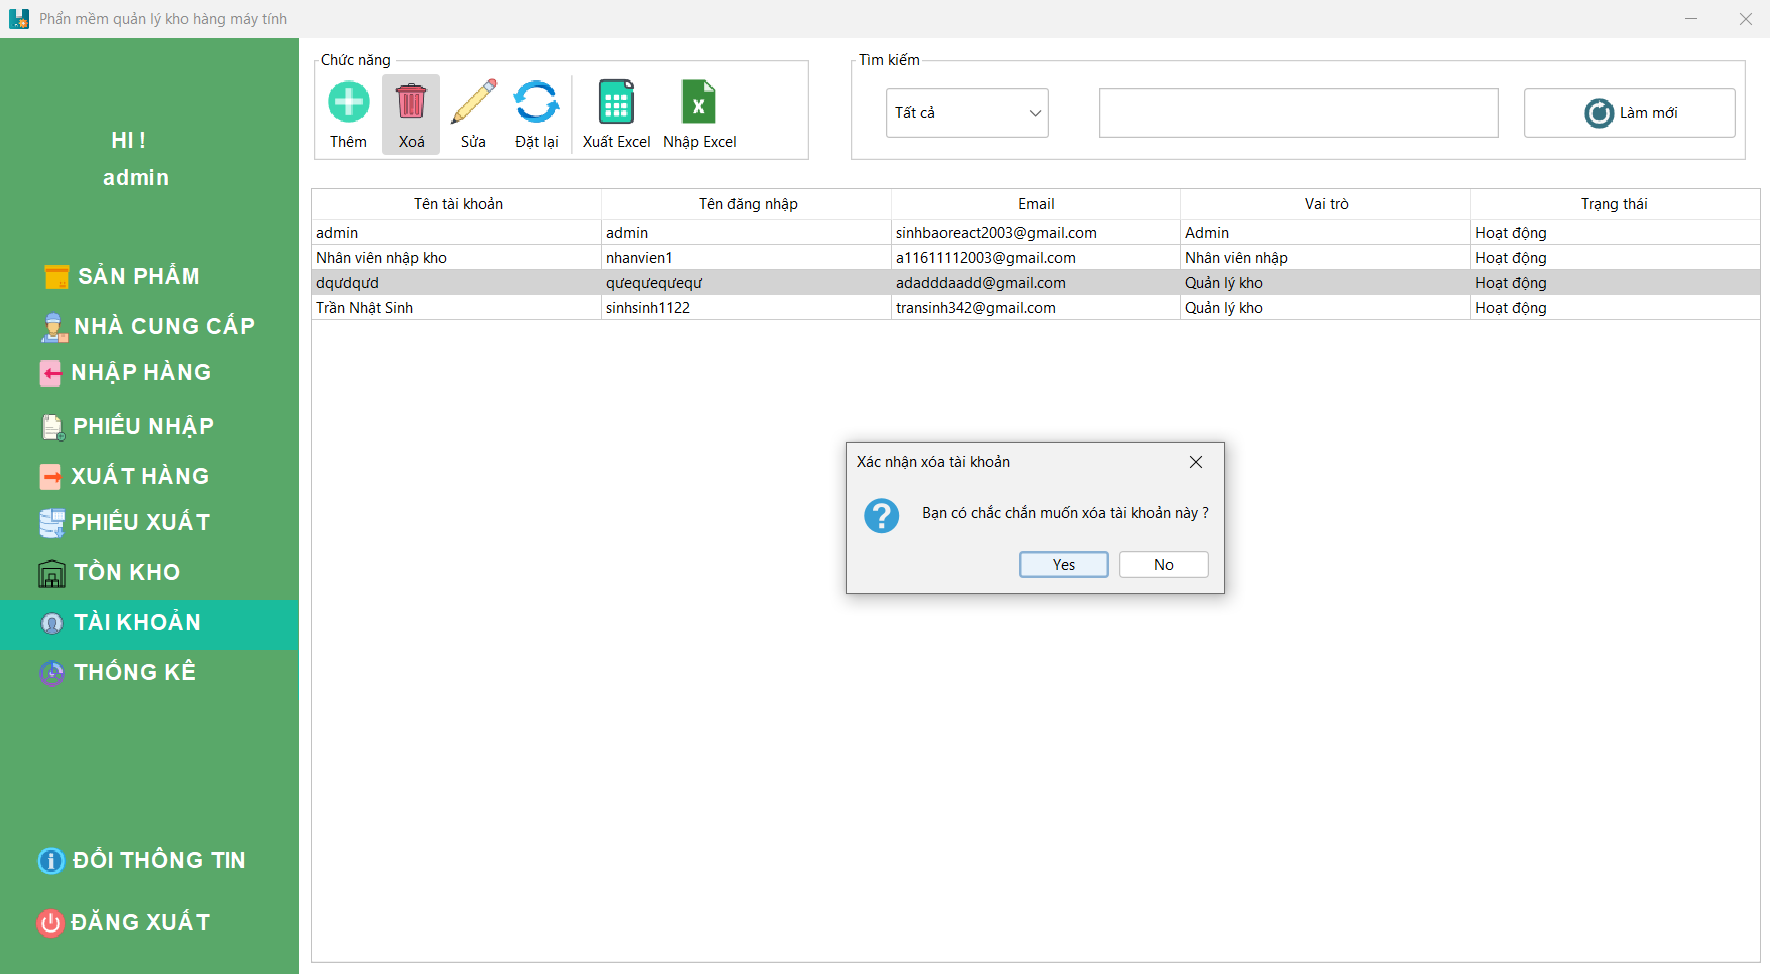 Phần mềm quản lý kho hàng máy tính
HI !
admin
SẢN PHẨM
NHÀ CUNG CẤP
NHẬP HÀNG
PHIẾU NHẬP
XUẤT HÀNG
PHIẾU XUẤT
TỒN KHO
TÀI KHOẢN
THỐNG KÊ
ĐỔI THÔNG TIN
ĐĂNG XUẤT
Chức năng
Thêm Xoá Sửa Đặt lại Xuất Excel Nhập Excel
Tìm kiếm
Tất cả Làm mới
Tên tài khoản Tên đăng nhập Email Vai trò Trạng thái
admin admin sinhbaoreact2003@gmail.com Admin Hoạt động
Nhân viên nhập kho nhanvien1 a11611112003@gmail.com Nhân viên nhập Hoạt động
dqưdqưd qưeqưeqưeqư adadddaadd@gmail.com Quản lý kho Hoạt động
Trần Nhật Sinh sinhsinh1122 transinh342@gmail.com Quản lý kho Hoạt động
Xác nhận xóa tài khoản
Bạn có chắc chắn muốn xóa tài khoản này ?
Yes No